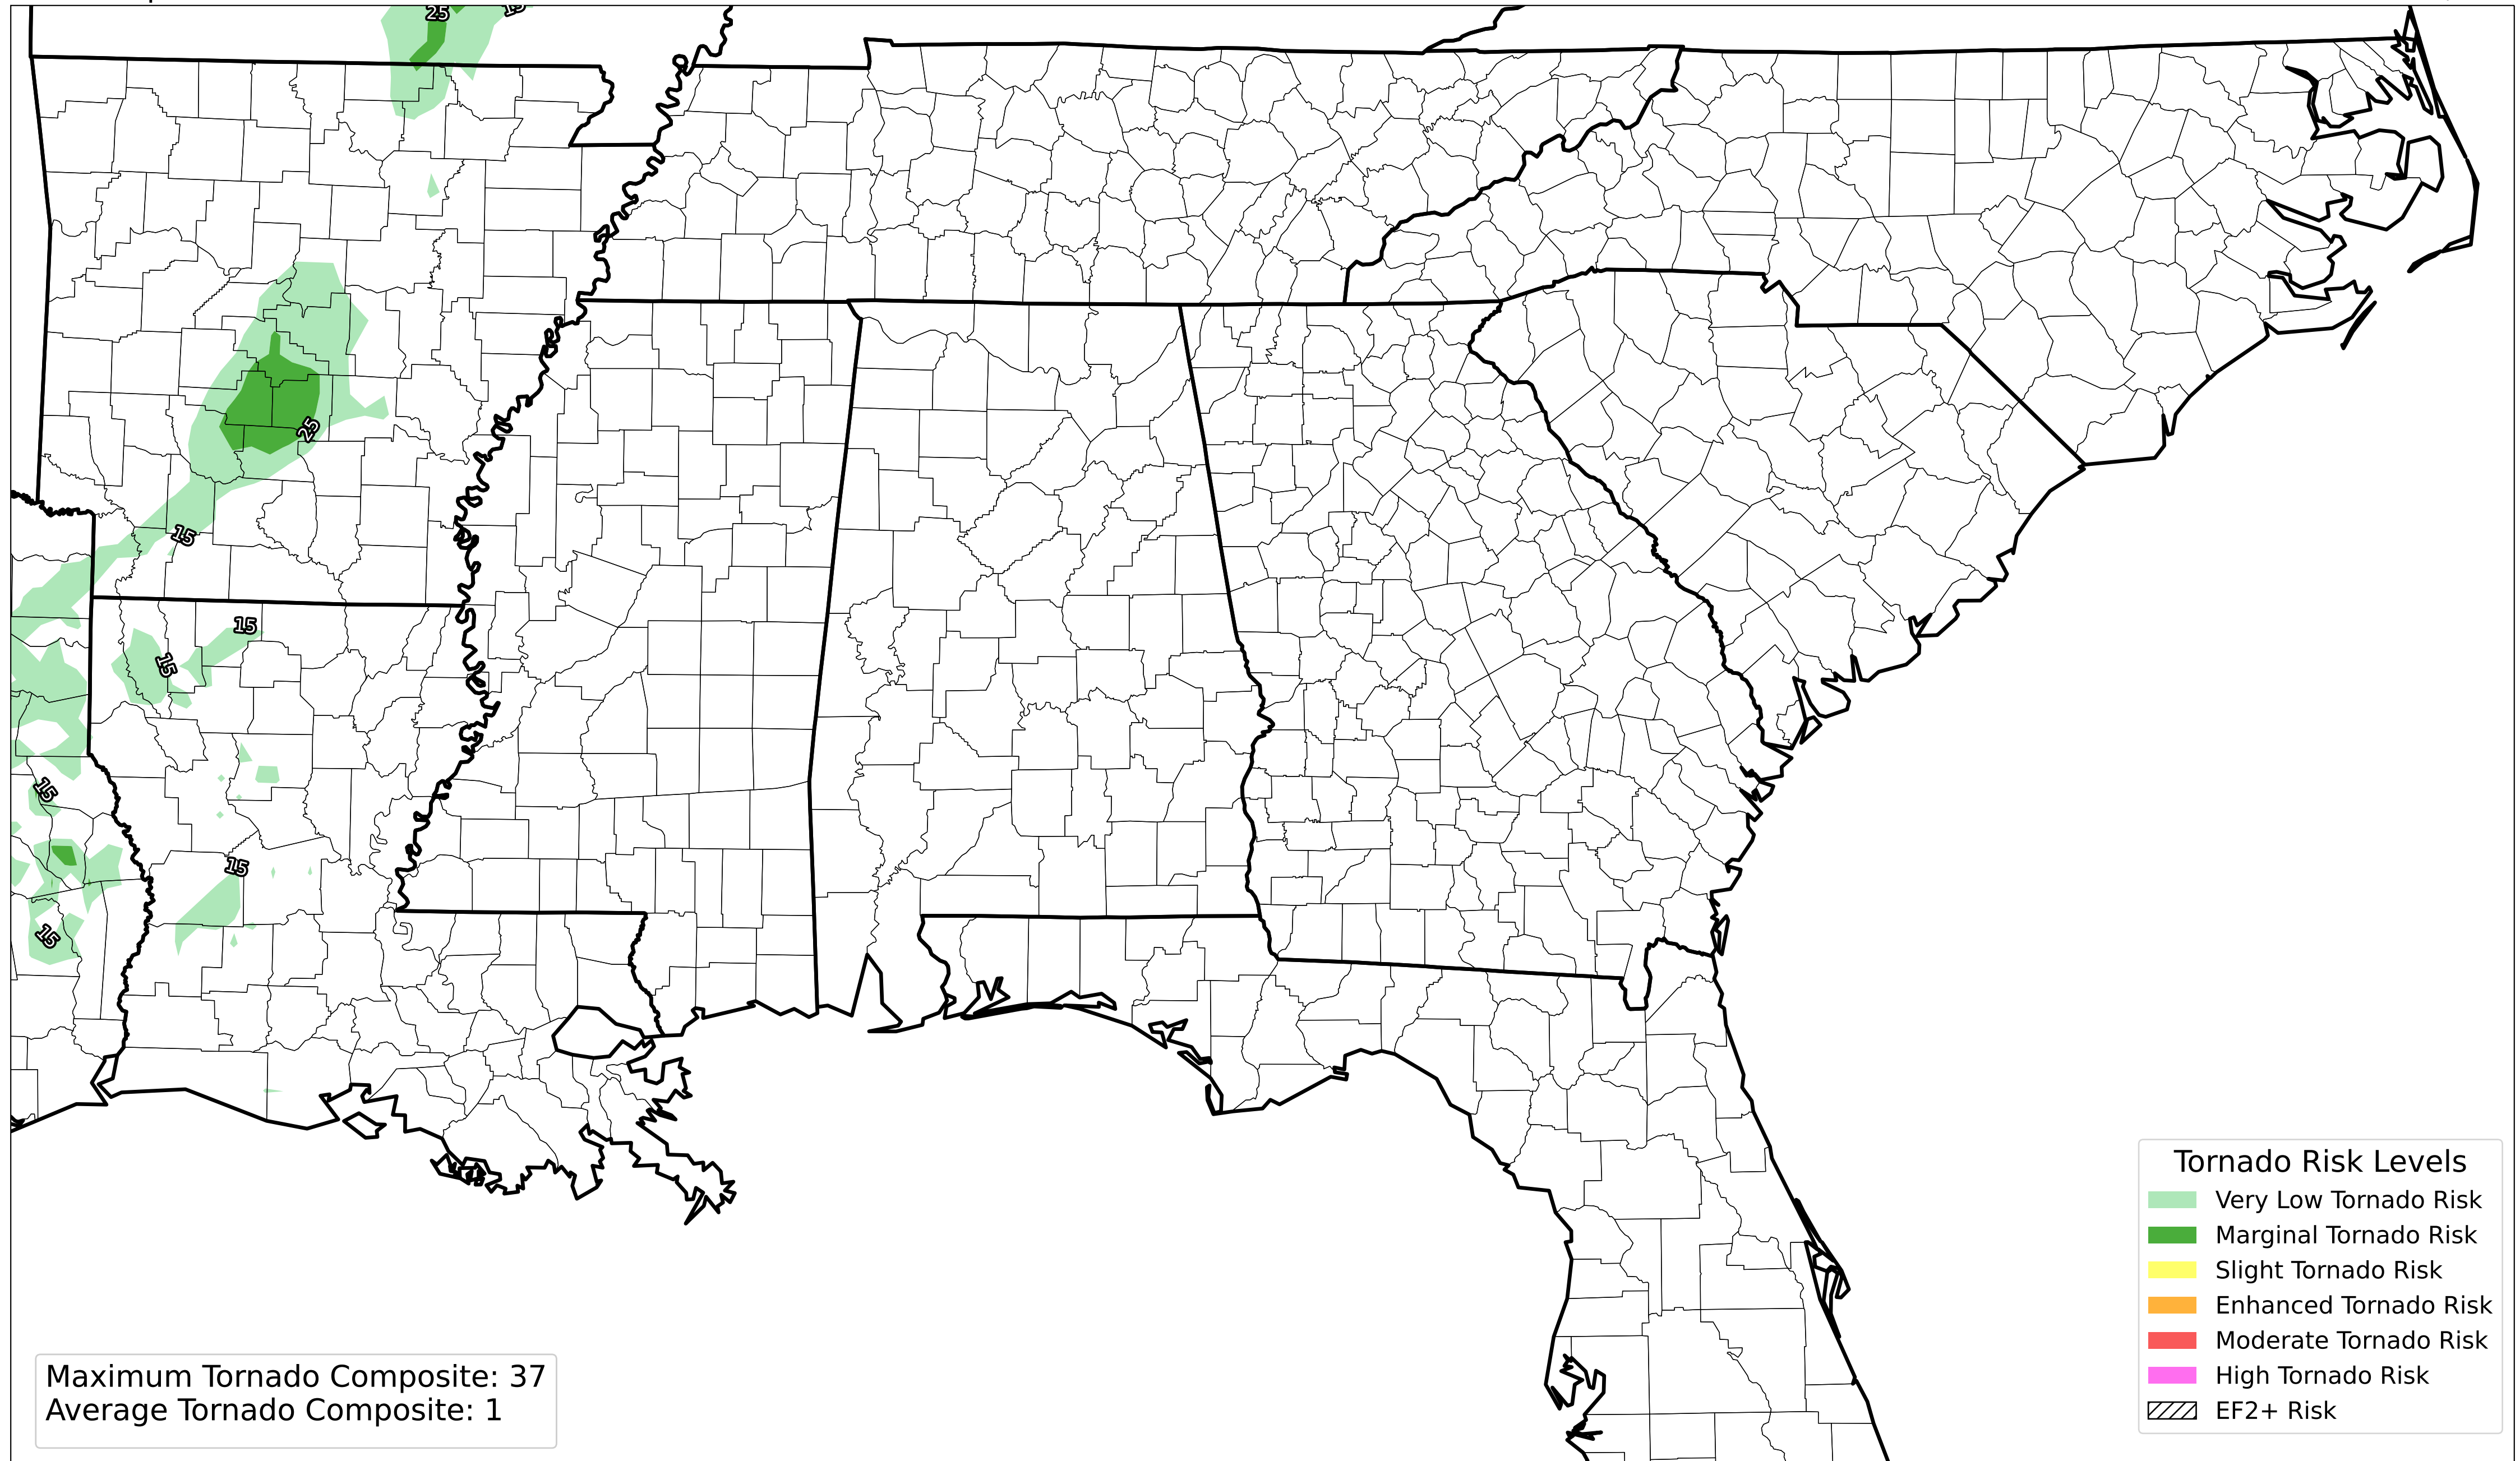 25
15
25
15
15
15
15
15
15
Tornado Risk Levels
Very Low Tornado Risk
Marginal Tornado Risk
Slight Tornado Risk
Enhanced Tornado Risk
Moderate Tornado Risk
High Tornado Risk
EF2+ Risk
Maximum Tornado Composite: 37
Average Tornado Composite: 1